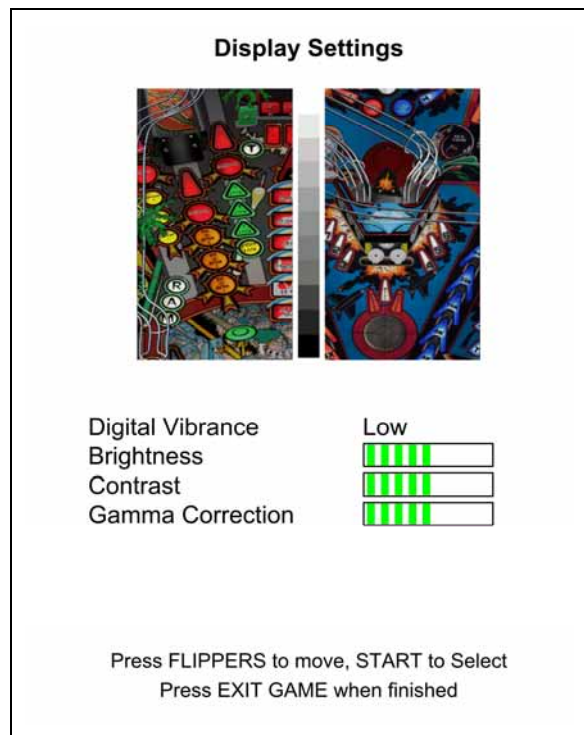 Display Settings
T
R
A
M
Digital Vibrance Low
Brightness
Contrast
Gamma Correction
Press FLIPPERS to move, START to Select
Press EXIT GAME when finished